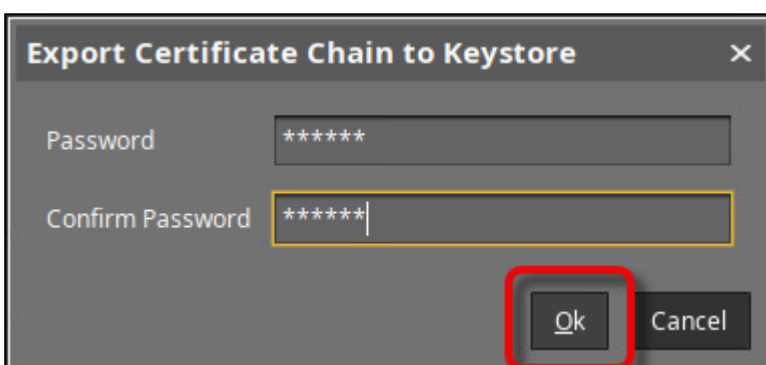 Export Certificate Chain to Keystore ×
Password ******
Confirm Password ******
Ok Cancel